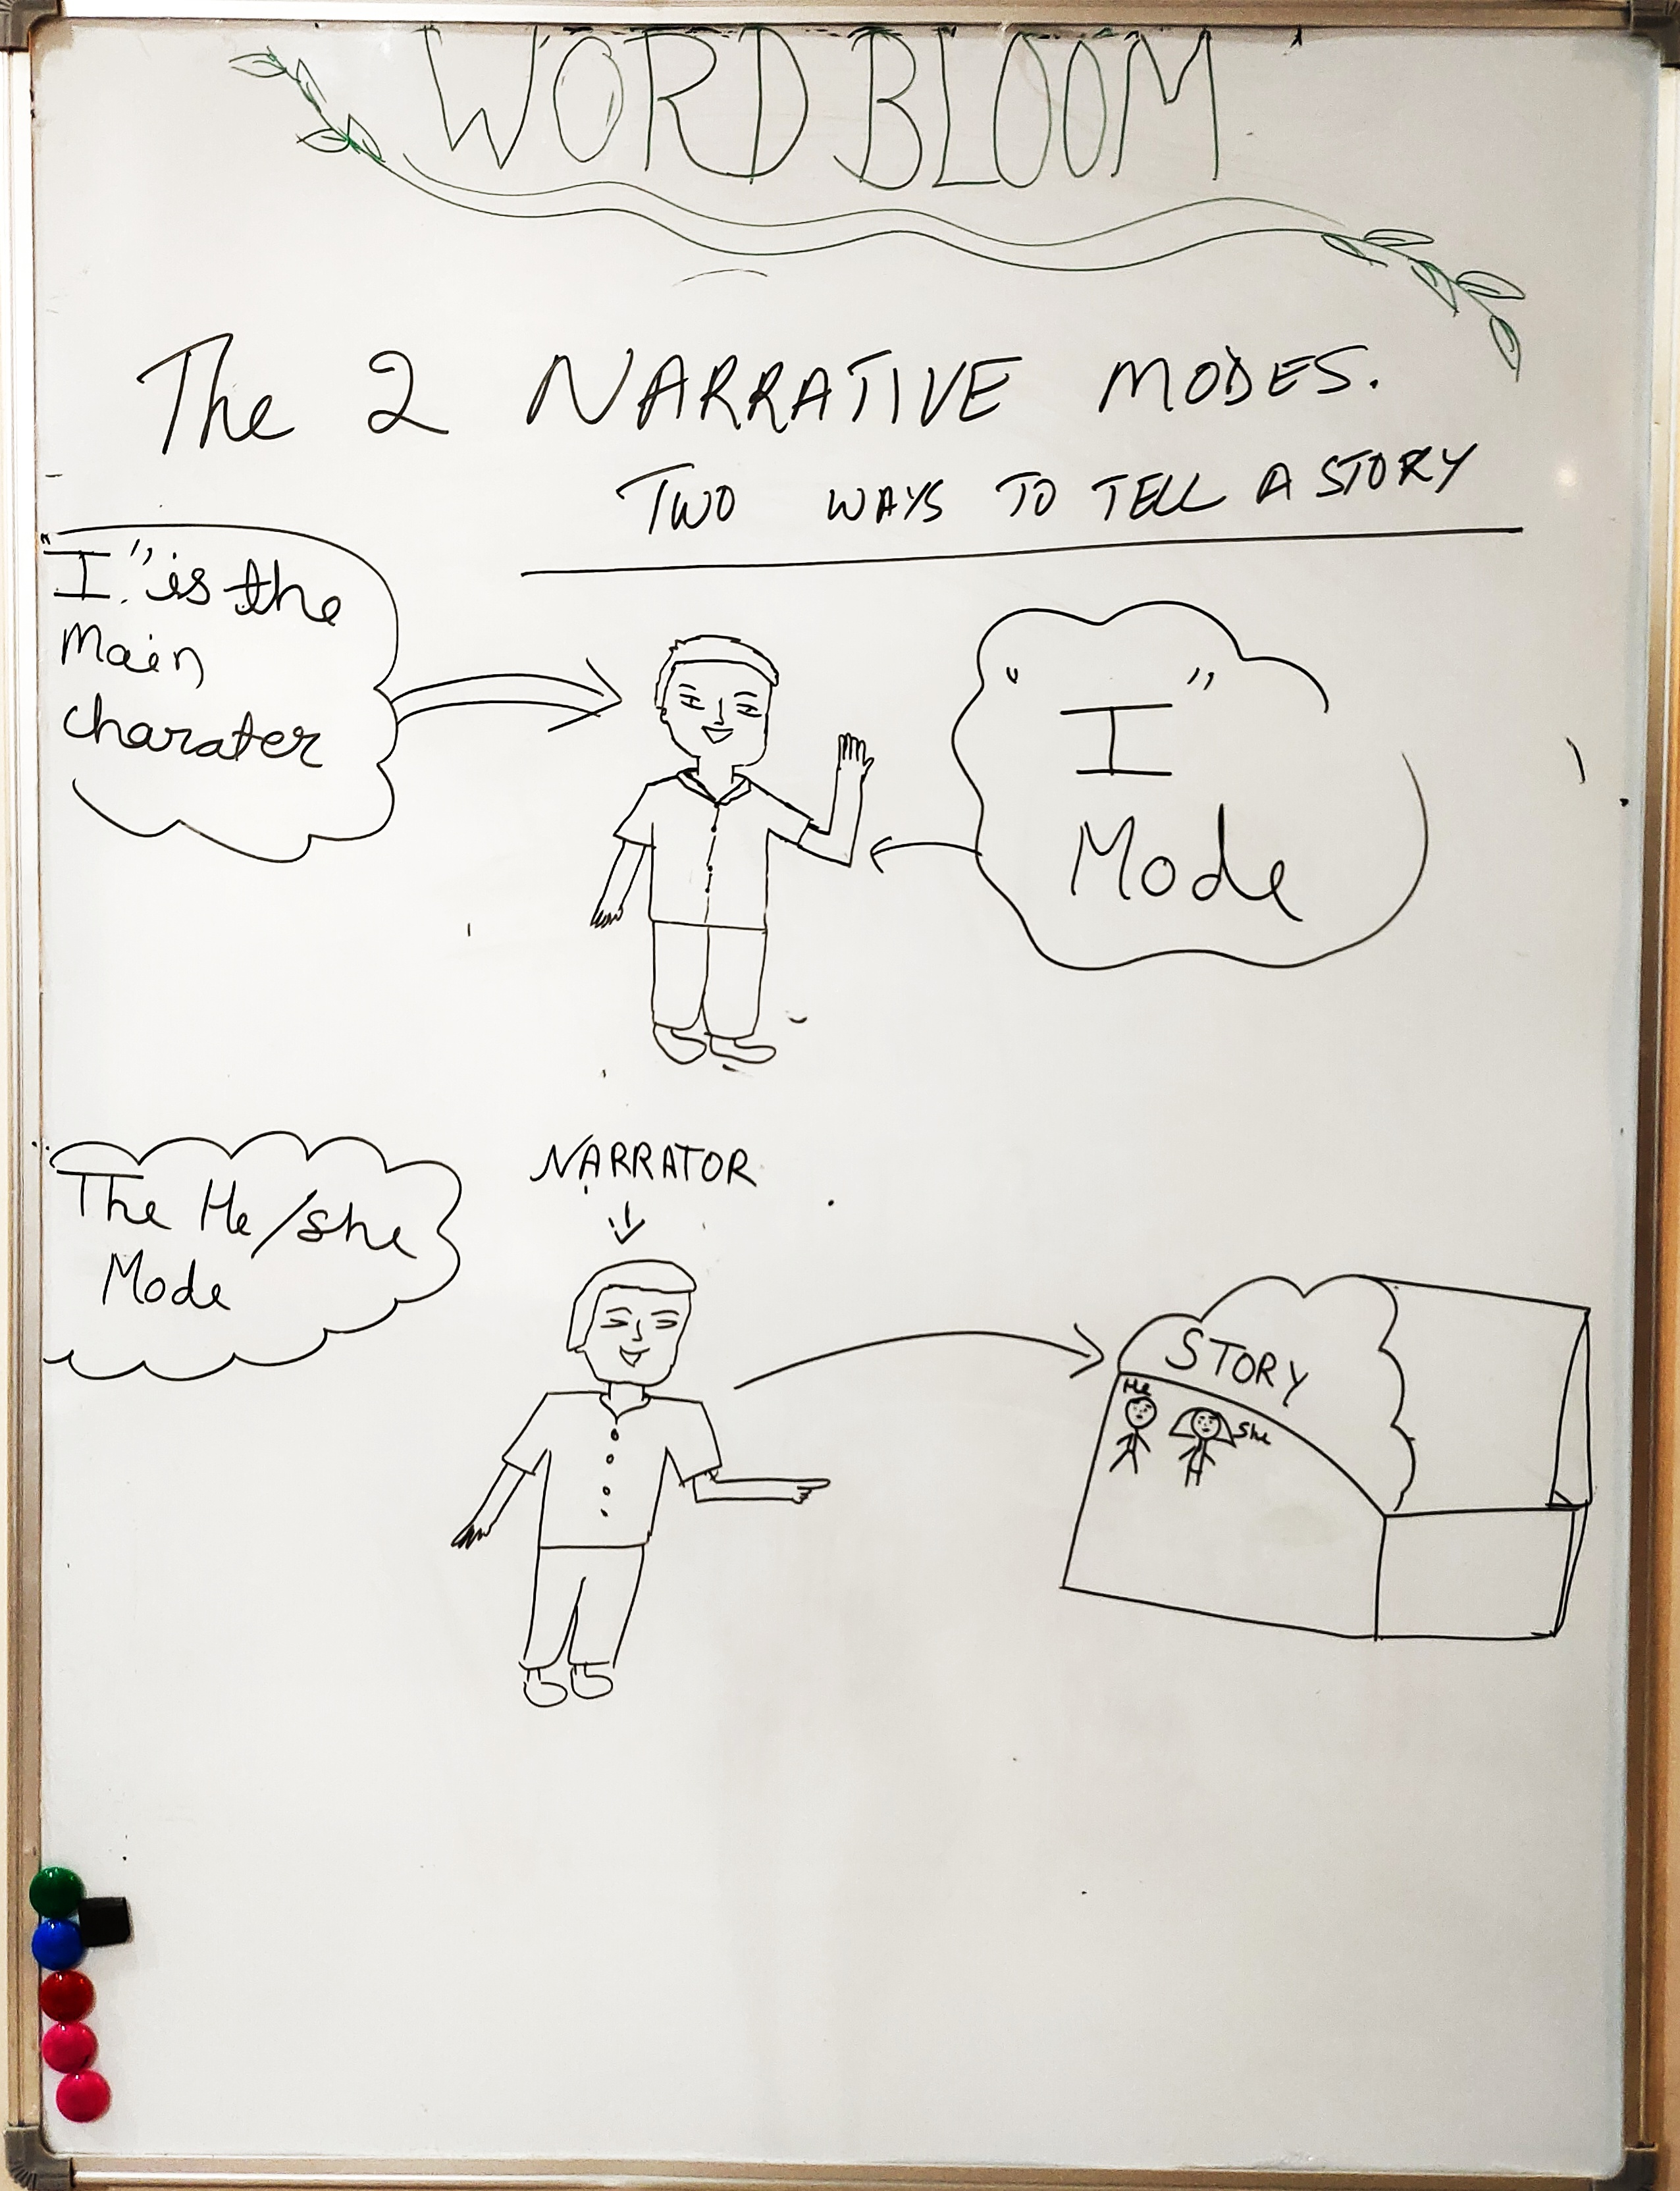 WORD BLOOM
The 2 NARRATIVE MODES.
TWO WAYS TO TELL A STORY
"I" is the
Main
charater
"I"
Mode
The He/she
Mode
NARRATOR
STORY
He
She